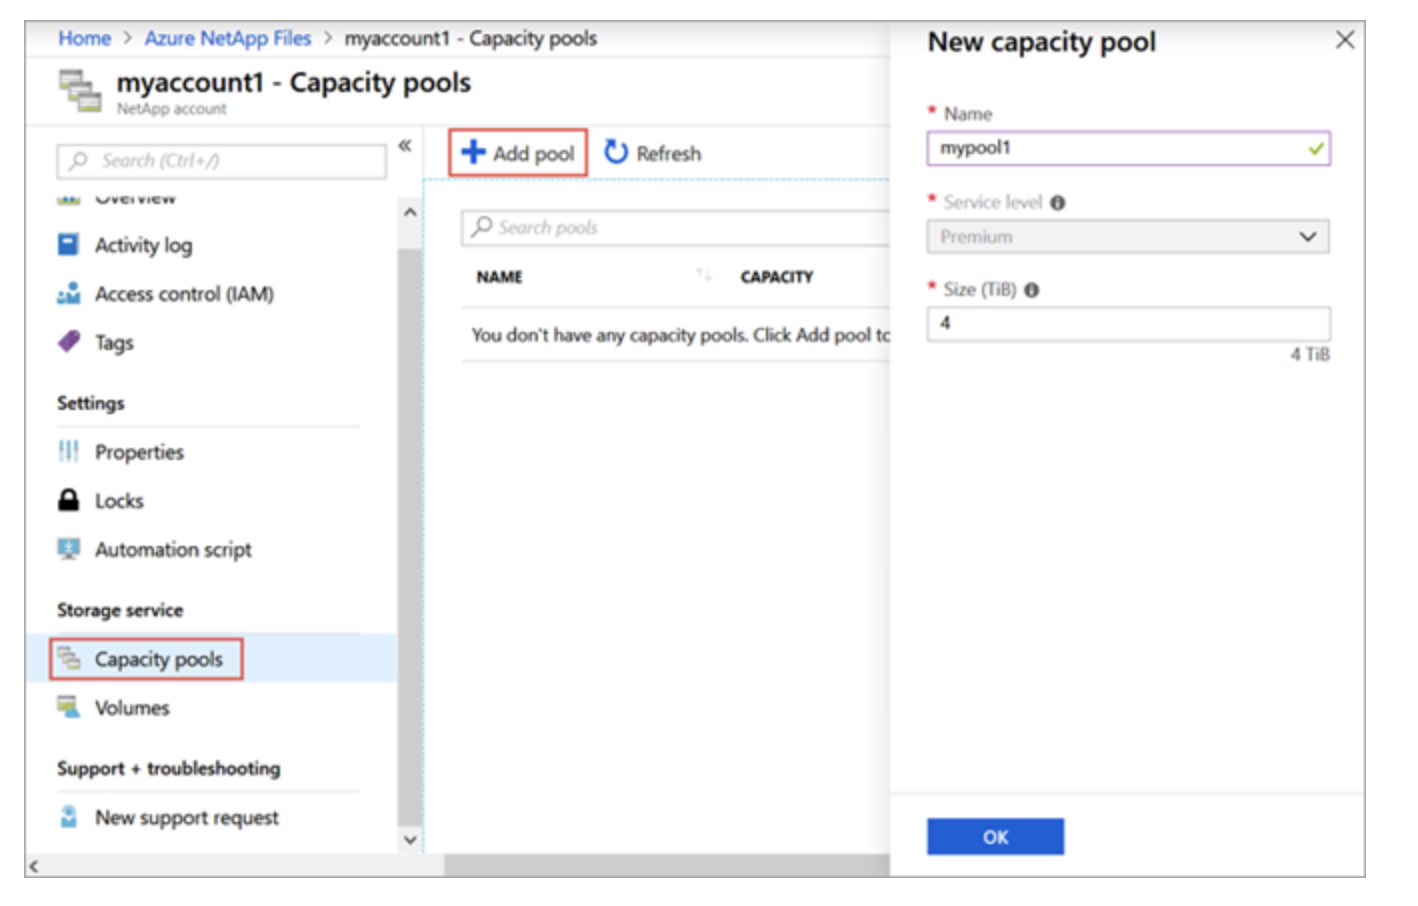 Home > Azure NetApp Files > myaccount1 - Capacity pools
myaccount1 - Capacity pools
NetApp account
Search (Ctrl+/)
Overview
Activity log
Access control (IAM)
Tags
Settings
Properties
Locks
Automation script
Storage service
Capacity pools
Volumes
Support + troubleshooting
New support request
Add pool
Refresh
Search pools
NAME CAPACITY
You don't have any capacity pools. Click Add pool to
New capacity pool
* Name
mypool1
* Service level
Premium
* Size (TiB)
4
4 TiB
OK